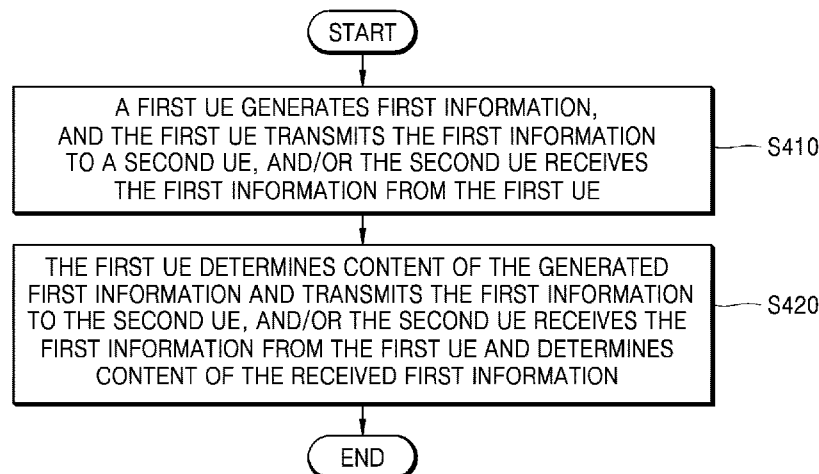 START
A FIRST UE GENERATES FIRST INFORMATION,
AND THE FIRST UE TRANSMITS THE FIRST INFORMATION
TO A SECOND UE, AND/OR THE SECOND UE RECEIVES
THE FIRST INFORMATION FROM THE FIRST UE
S410
THE FIRST UE DETERMINES CONTENT OF THE GENERATED
FIRST INFORMATION AND TRANSMITS THE FIRST INFORMATION
TO THE SECOND UE, AND/OR THE SECOND UE RECEIVES THE
FIRST INFORMATION FROM THE FIRST UE AND DETERMINES
CONTENT OF THE RECEIVED FIRST INFORMATION
S420
END